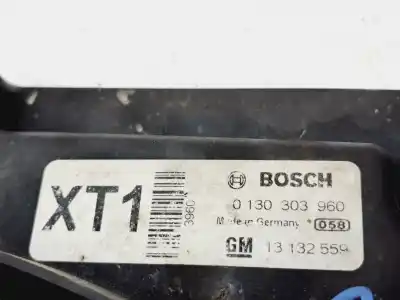 XT1
3960
BOSCH
0 130 303 960
Made in Germany * 058
GM 13 132 559